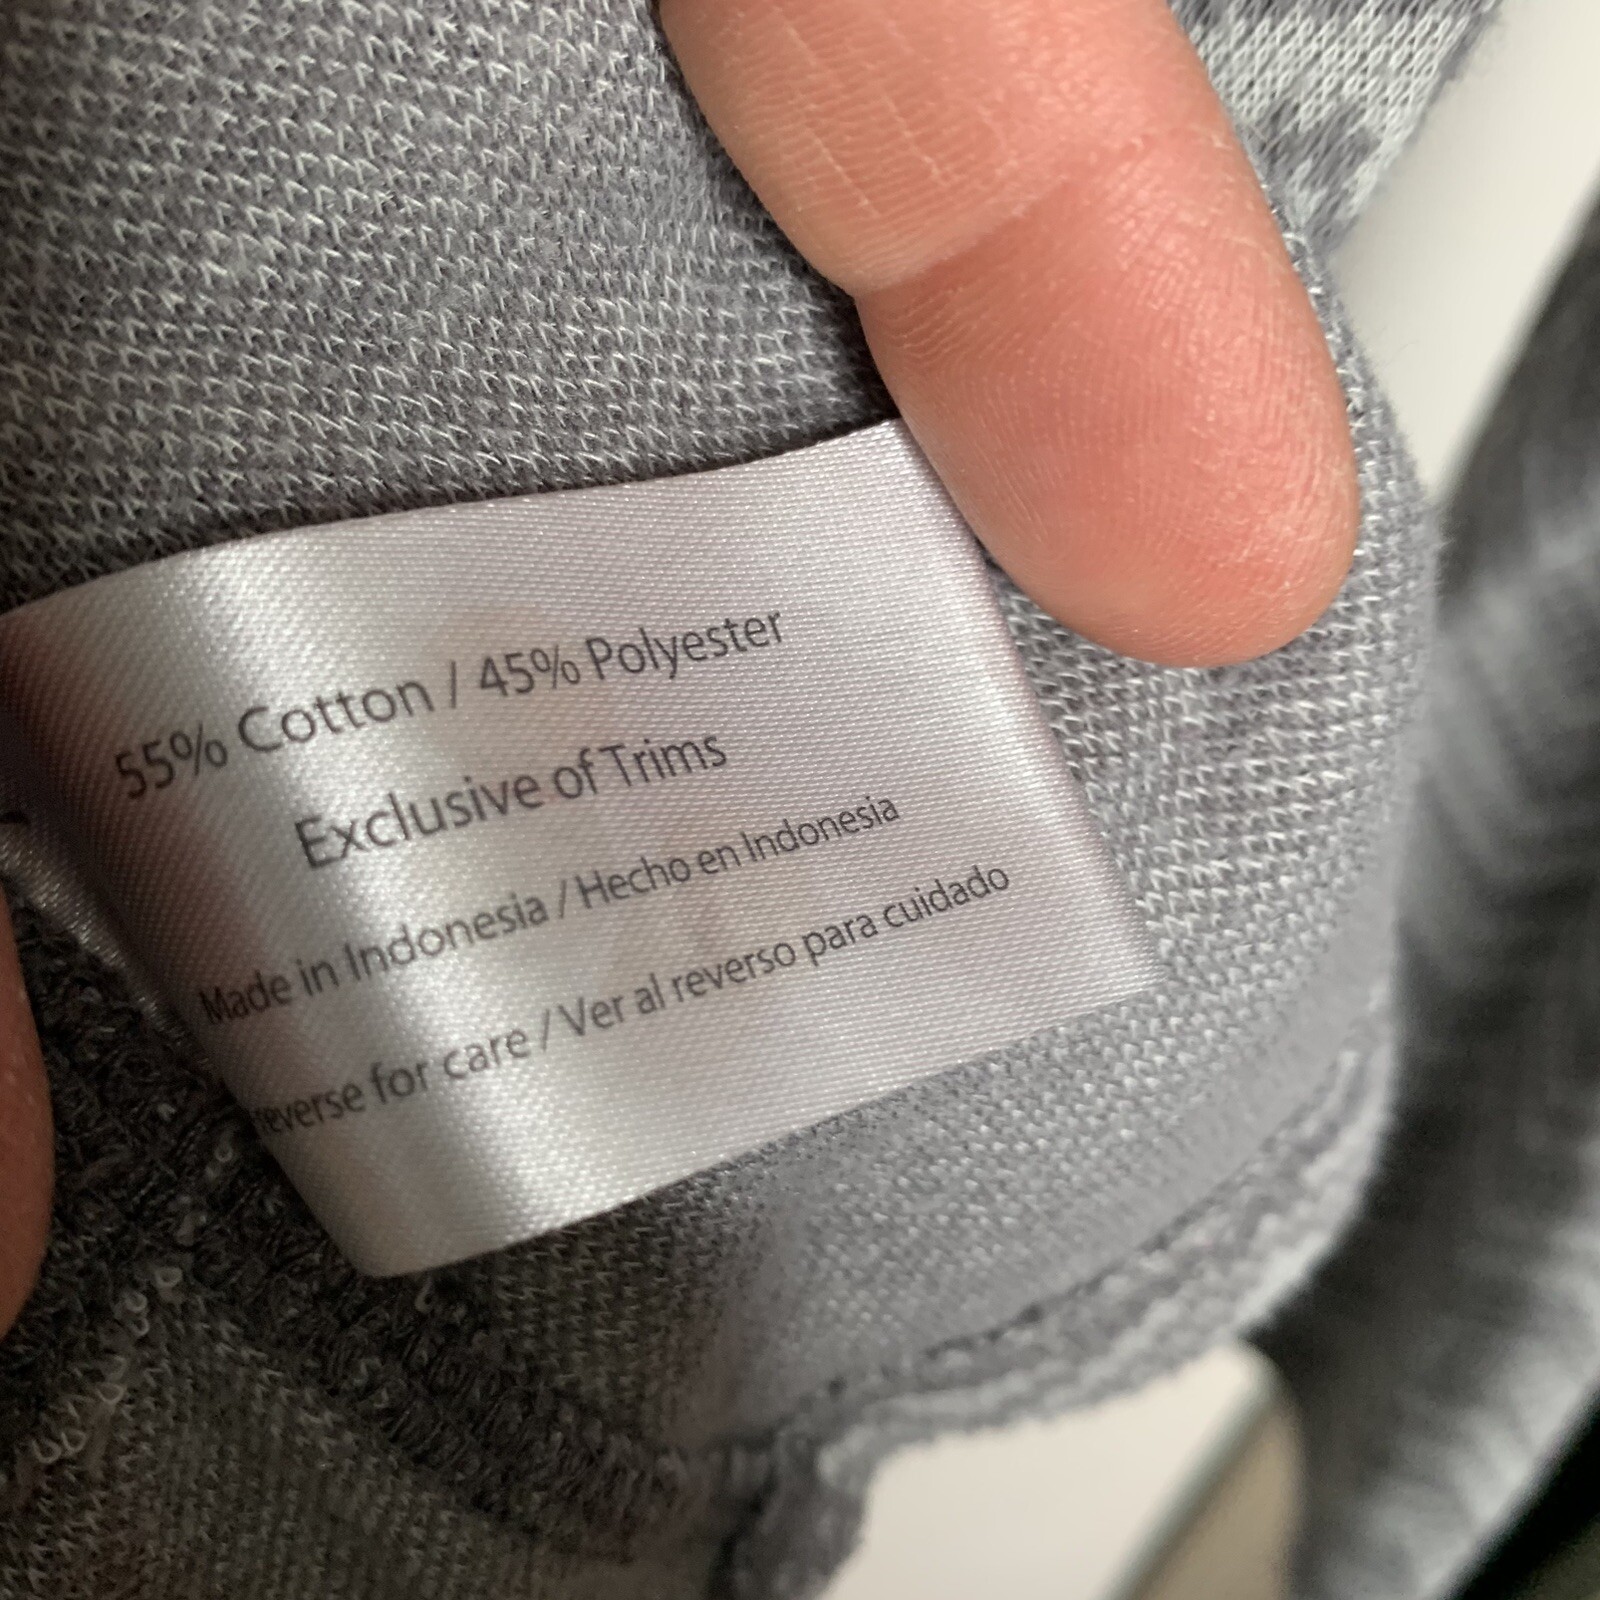 55% Cotton / 45% Polyester
Exclusive of Trims
Made in Indonesia / Hecho en Indonesia
reverse for care / Ver al reverso para cuidado